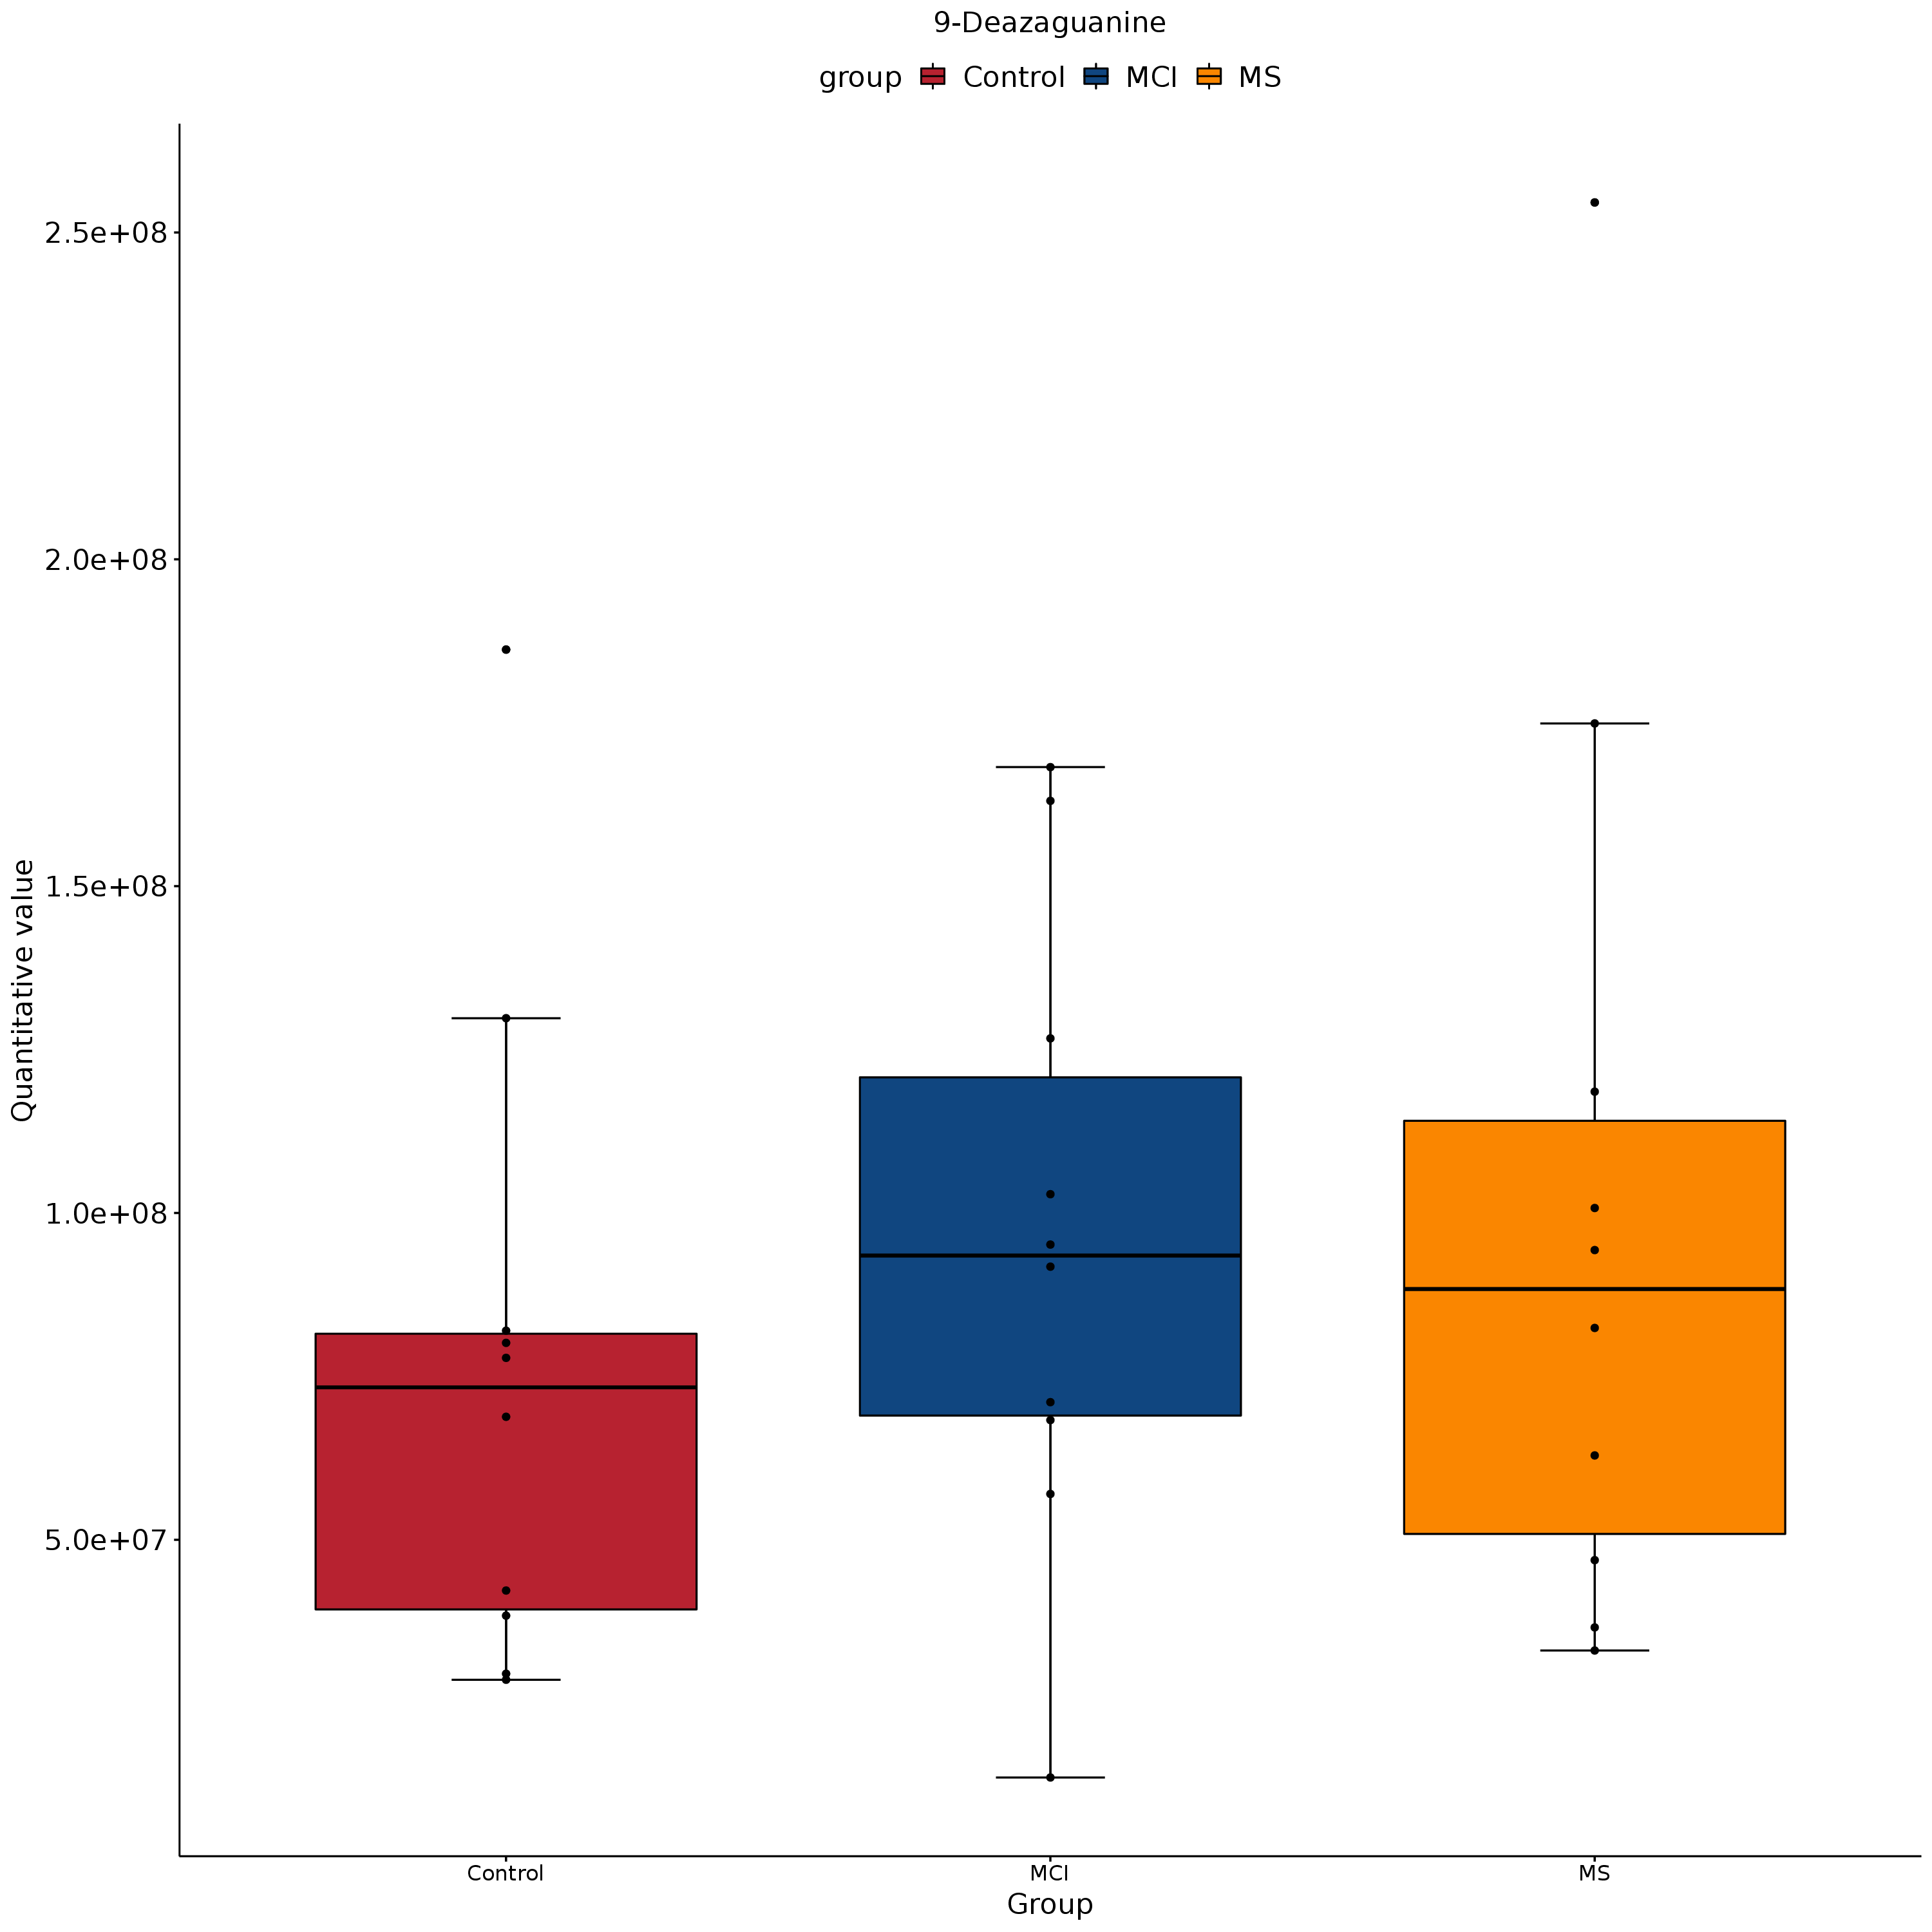 9-Deazaguanine
group Control MCI MS
Quantitative value
2.5e+08
2.0e+08
1.5e+08
1.0e+08
5.0e+07
Control MCI MS
Group